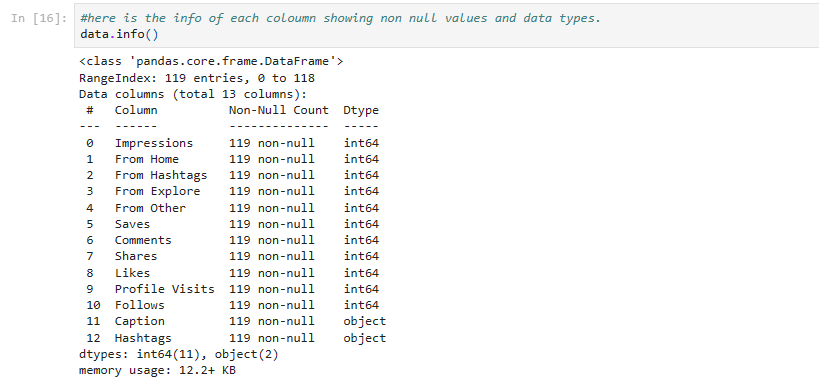 In [16]: #here is the info of each coloumn showing non null values and data types.
data.info()
<class 'pandas.core.frame.DataFrame'>
RangeIndex: 119 entries, 0 to 118
Data columns (total 13 columns):
 #   Column          Non-Null Count  Dtype
---  ------          --------------  -----
 0   Impressions     119 non-null    int64
 1   From Home       119 non-null    int64
 2   From Hashtags   119 non-null    int64
 3   From Explore    119 non-null    int64
 4   From Other      119 non-null    int64
 5   Saves           119 non-null    int64
 6   Comments        119 non-null    int64
 7   Shares          119 non-null    int64
 8   Likes           119 non-null    int64
 9   Profile Visits  119 non-null    int64
 10  Follows         119 non-null    int64
 11  Caption         119 non-null    object
 12  Hashtags        119 non-null    object
dtypes: int64(11), object(2)
memory usage: 12.2+ KB